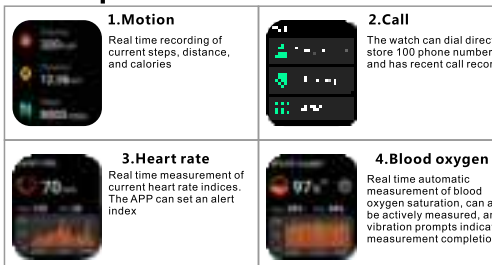 1.Motion
Real time recording of
current steps, distance,
and calories
2.Call
The watch can dial direc
store 100 phone number
and has recent call recor
3.Heart rate
Real time measurement of
current heart rate indices.
The APP can set an alert
index
70
4.Blood oxygen
Real time automatic
measurement of blood
oxygen saturation, can a
be actively measured, an
vibration prompts indica
measurement completio
97